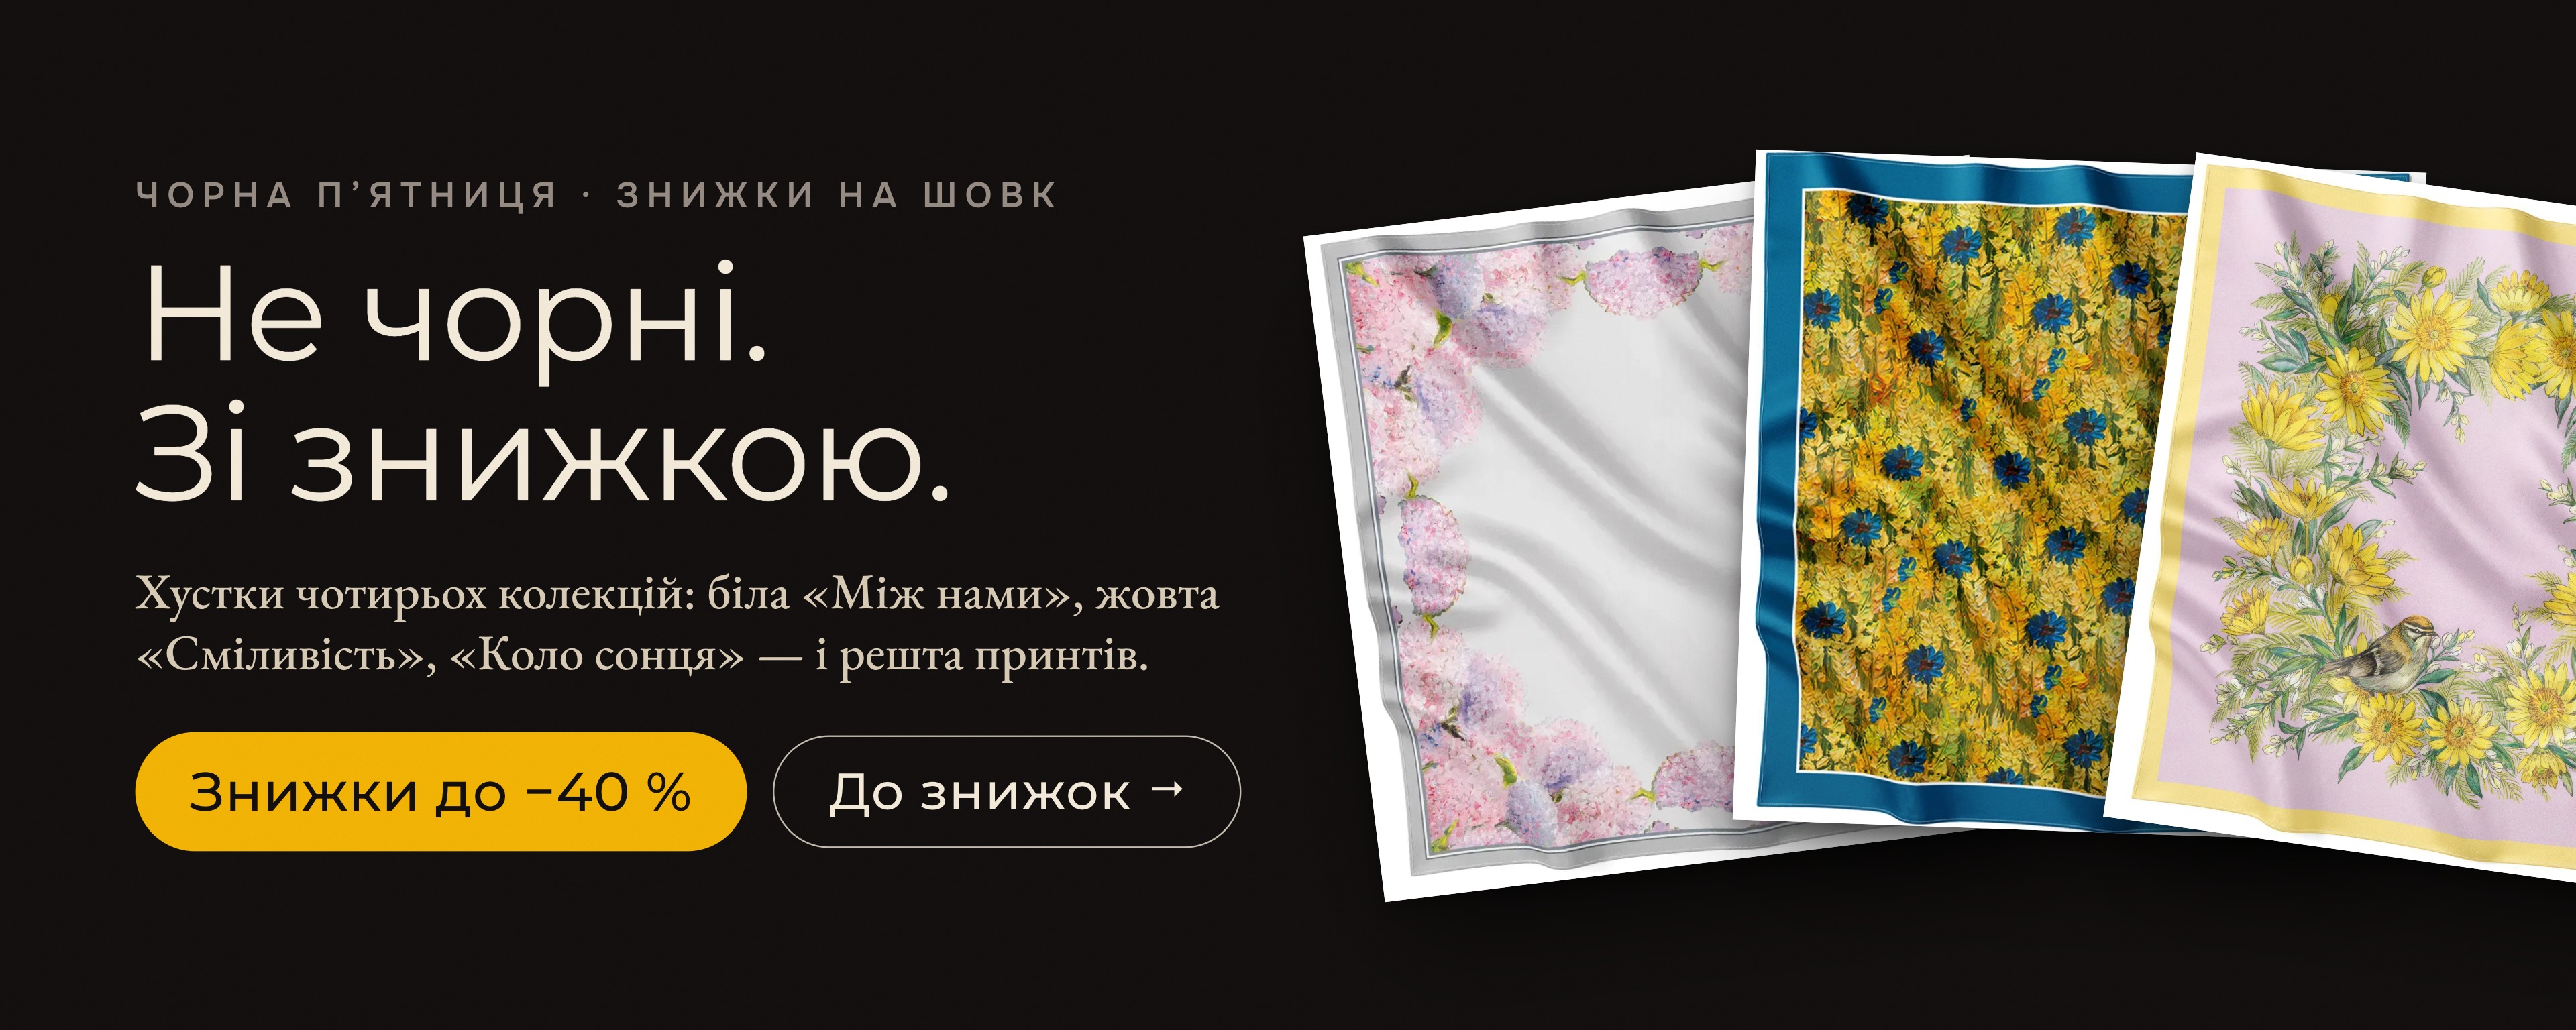 ЧОРНА П’ЯТНИЦЯ · ЗНИЖКИ НА ШОВК
Не чорні.
Зі знижкою.
Хустки чотирьох колекцій: біла «Між нами», жовта
«Сміливість», «Коло сонця» — і решта принтів.
Знижки до −40 %
До знижок →